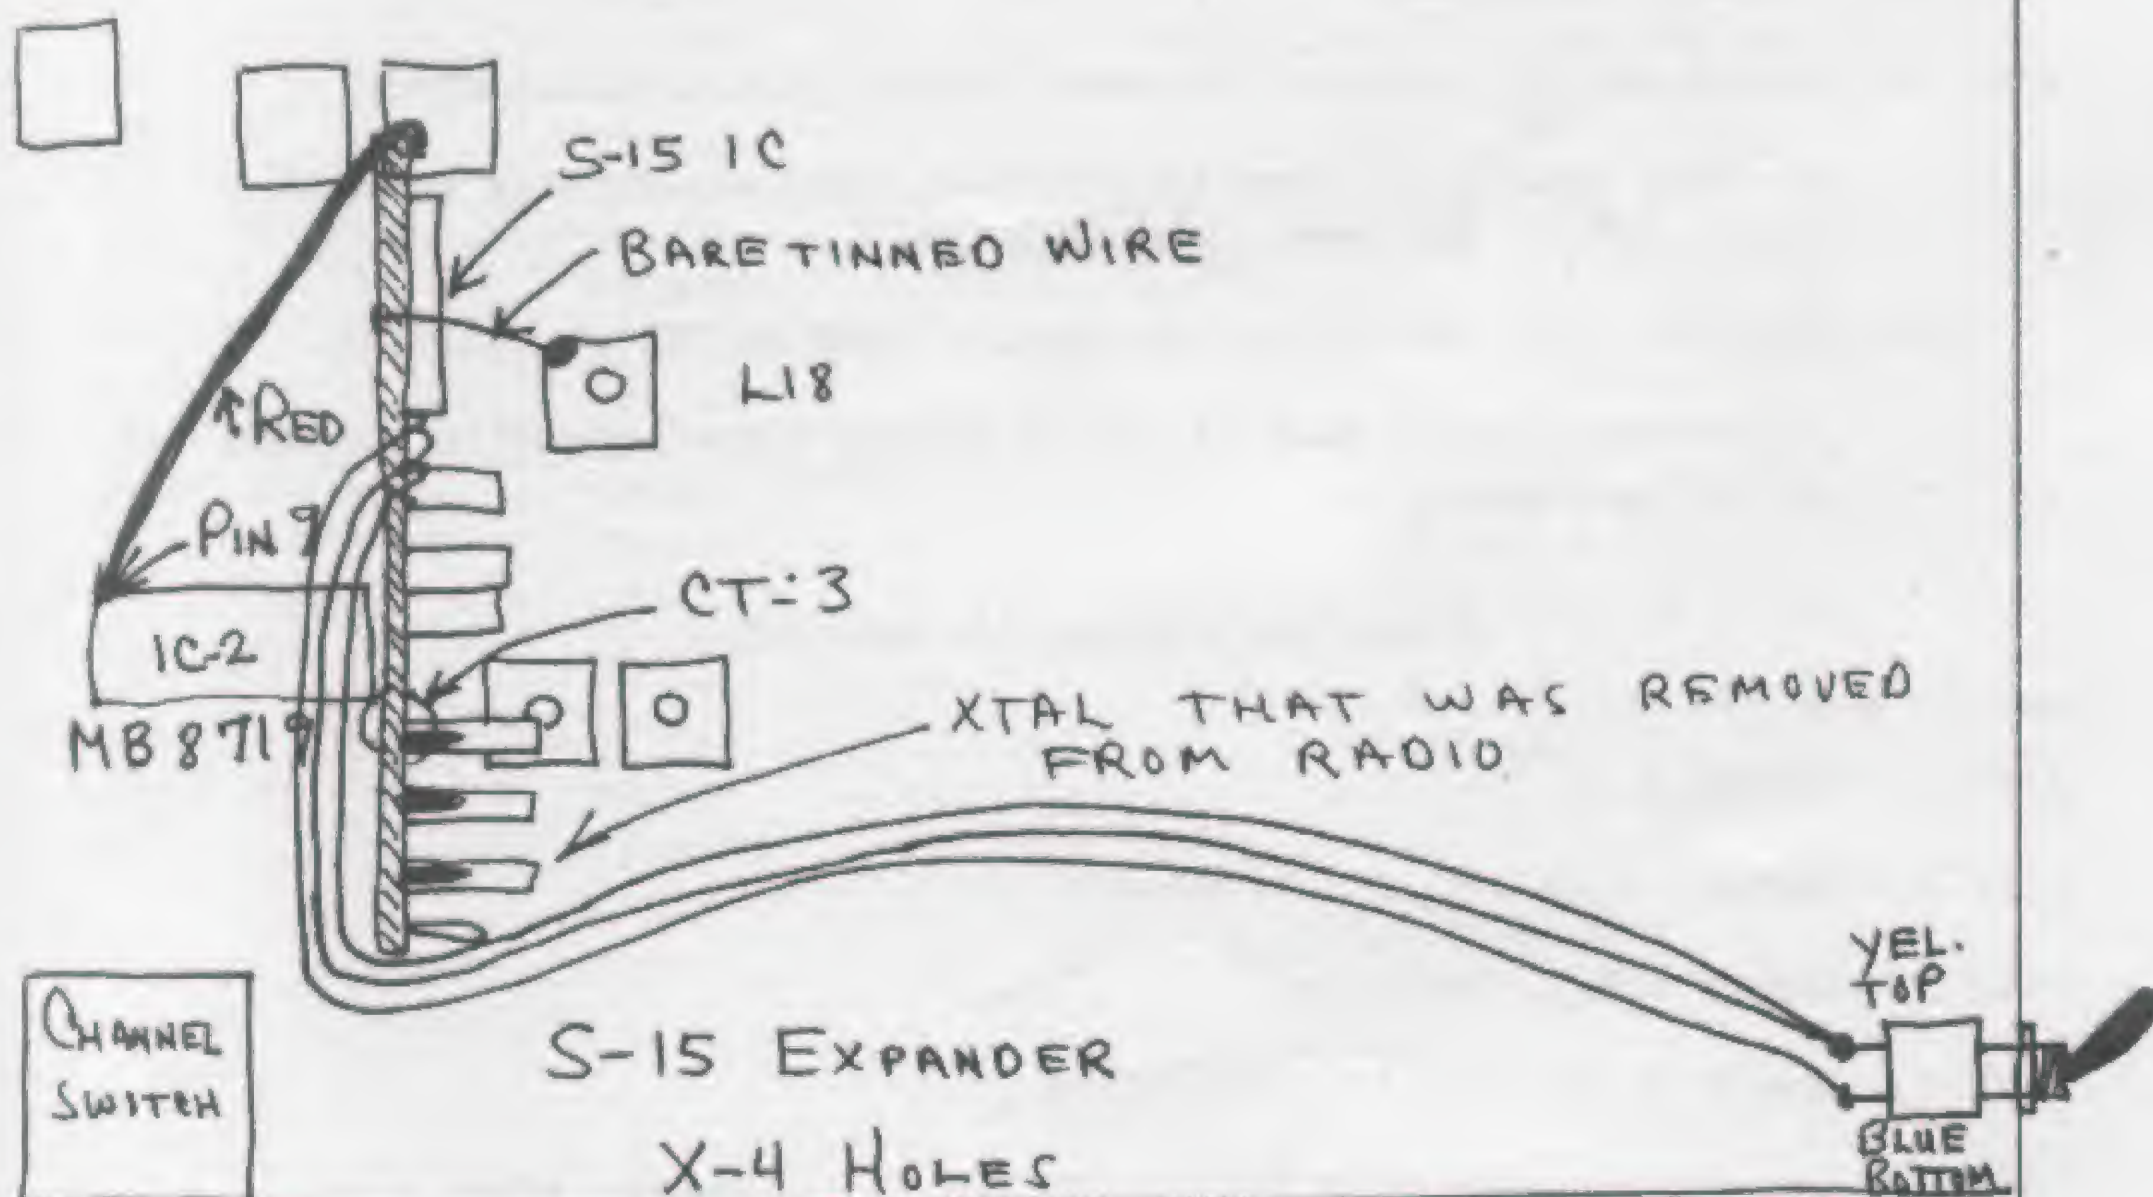 S-15 IC
BARE TINNED WIRE
L18
RED
PIN 9
CT-3
IC-2
MB8719
XTAL THAT WAS REMOVED
FROM RADIO
YEL.
TOP
CHANNEL
SWITCH
S-15 EXPANDER
X-4 HOLES
BLUE
BOTTOM